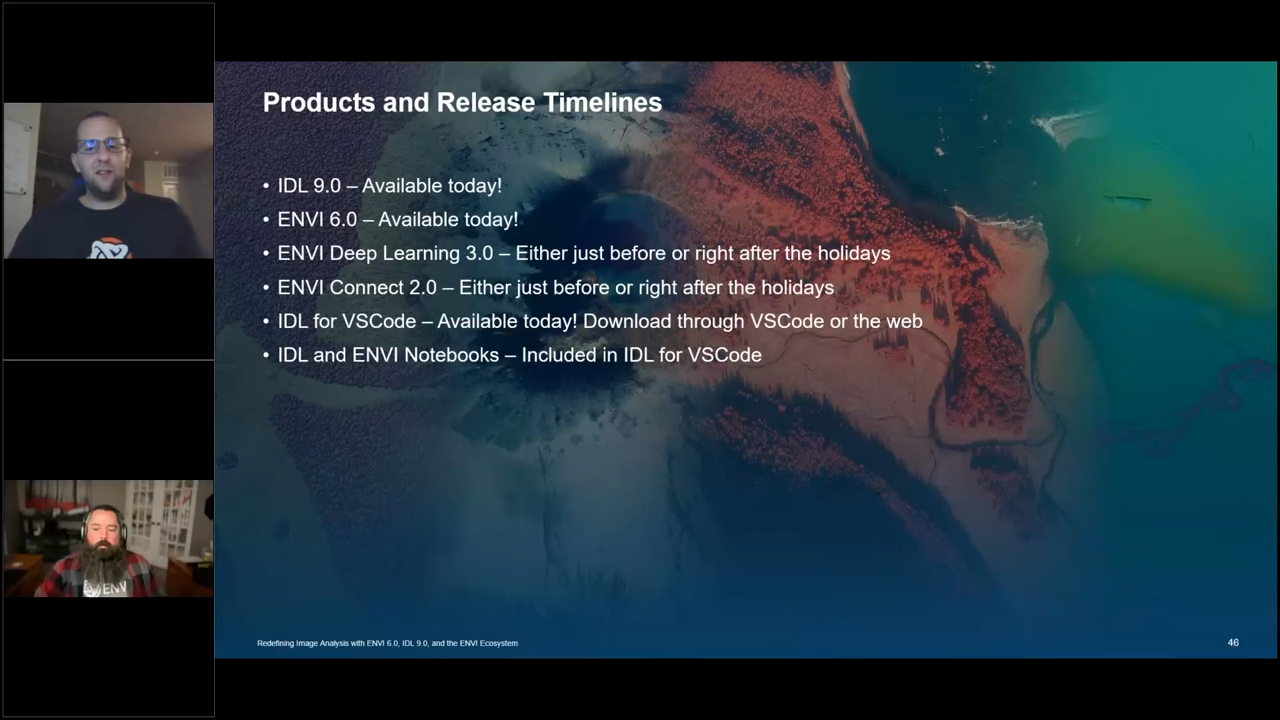 Products and Release Timelines
• IDL 9.0 – Available today!
• ENVI 6.0 – Available today!
• ENVI Deep Learning 3.0 – Either just before or right after the holidays
• ENVI Connect 2.0 – Either just before or right after the holidays
• IDL for VSCode – Available today! Download through VSCode or the web
• IDL and ENVI Notebooks – Included in IDL for VSCode
ENVI
Redefining Image Analysis with ENVI 6.0, IDL 9.0, and the ENVI Ecosystem
46